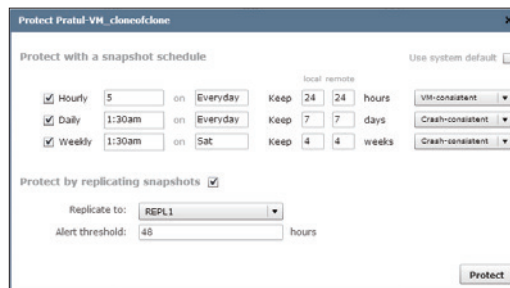 Protect Pratul-VM_cloneofclone
Protect with a snapshot schedule Use system default
local remote
Hourly 5 on Everyday Keep 24 24 hours VM-consistent
Daily 1:30am on Everyday Keep 7 7 days Crash-consistent
Weekly 1:30am on Sat Keep 4 4 weeks Crash-consistent
Protect by replicating snapshots
Replicate to: REPL1
Alert threshold: 48 hours
Protect